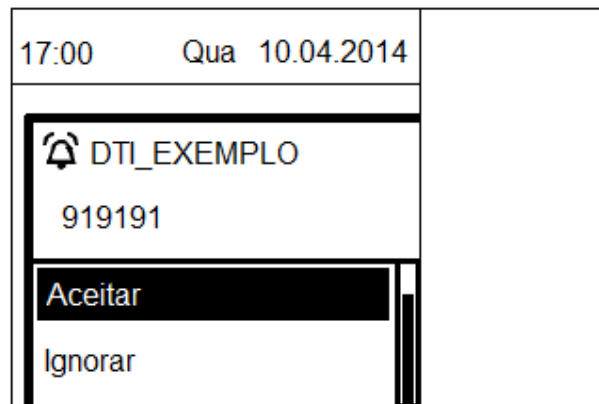 17:00 Qua 10.04.2014
DTI_EXEMPLO
919191
Aceitar
Ignorar